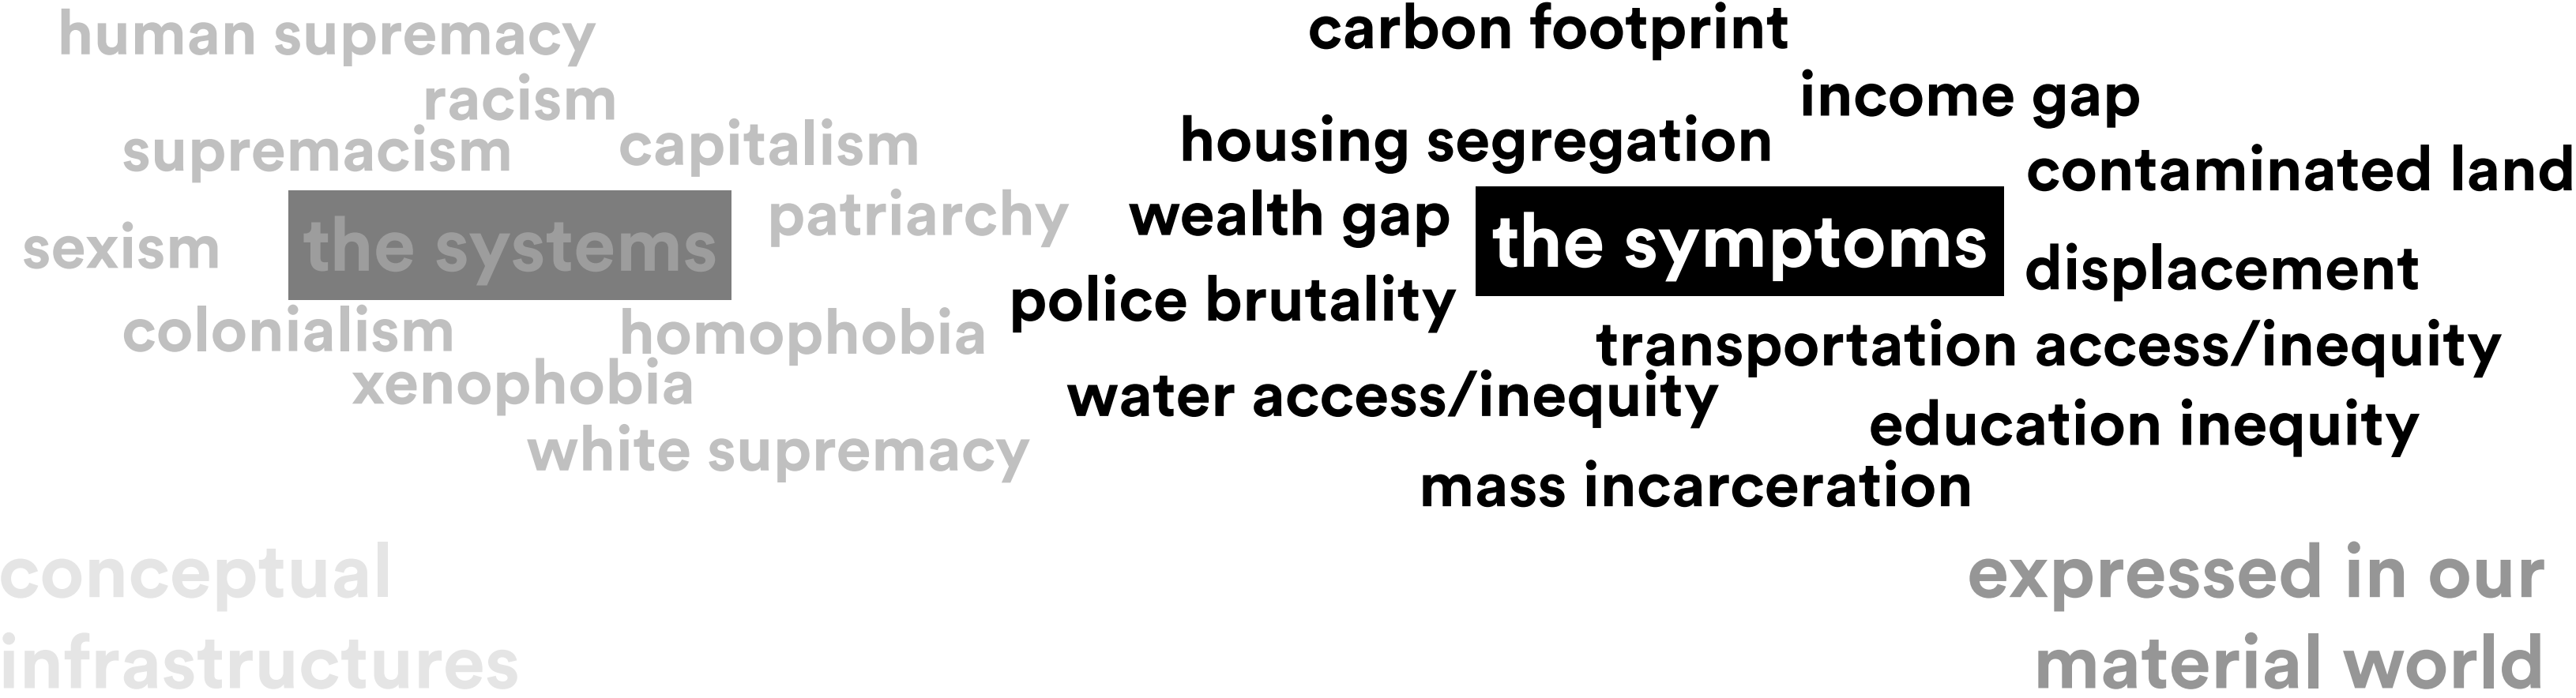 human supremacy
racism
supremacism
capitalism
the systems
patriarchy
sexism
colonialism
homophobia
xenophobia
white supremacy
conceptual
infrastructures
carbon footprint
income gap
housing segregation
contaminated land
wealth gap
the symptoms
displacement
police brutality
transportation access/inequity
water access/inequity
education inequity
mass incarceration
expressed in our
material world